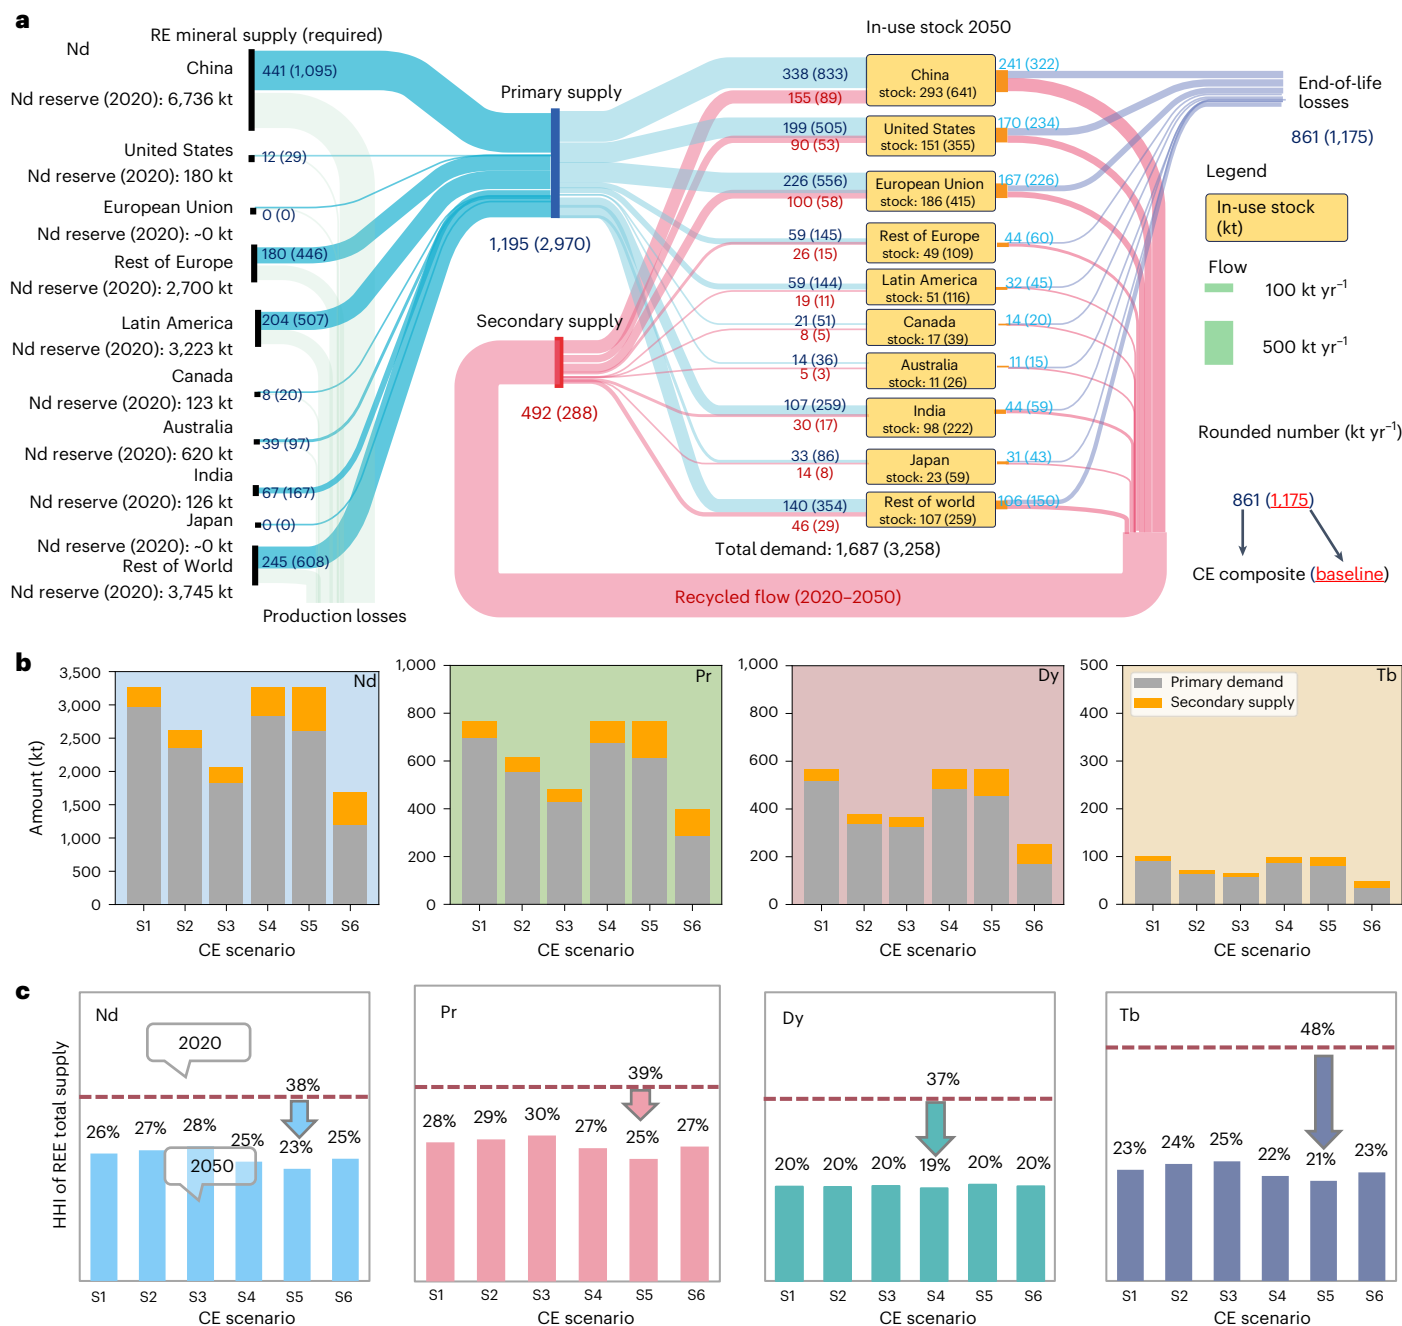 a
Nd
RE mineral supply (required)
China
441 (1,095)
Nd reserve (2020): 6,736 kt
United States
12 (29)
Nd reserve (2020): 180 kt
European Union
0 (0)
Nd reserve (2020): ~0 kt
Rest of Europe
180 (446)
Nd reserve (2020): 2,700 kt
Latin America
204 (507)
Nd reserve (2020): 3,223 kt
Canada
8 (20)
Nd reserve (2020): 123 kt
Australia
39 (97)
Nd reserve (2020): 620 kt
India
67 (167)
Nd reserve (2020): 126 kt
Japan
0 (0)
Nd reserve (2020): ~0 kt
Rest of World
245 (608)
Nd reserve (2020): 3,745 kt
Production losses
Primary supply
1,195 (2,970)
Secondary supply
492 (288)
In-use stock 2050
338 (833)
155 (89)
China
stock: 293 (641)
241 (322)
199 (505)
90 (53)
United States
stock: 151 (355)
170 (234)
226 (556)
100 (58)
European Union
stock: 186 (415)
167 (226)
59 (145)
26 (15)
Rest of Europe
stock: 49 (109)
44 (60)
59 (144)
19 (11)
Latin America
stock: 51 (116)
32 (45)
21 (51)
8 (5)
Canada
stock: 17 (39)
14 (20)
14 (36)
5 (3)
Australia
stock: 11 (26)
11 (15)
107 (259)
30 (17)
India
stock: 98 (222)
44 (59)
33 (86)
14 (8)
Japan
stock: 23 (59)
31 (43)
140 (354)
46 (29)
Rest of world
stock: 107 (259)
106 (150)
Total demand: 1,687 (3,258)
Recycled flow (2020–2050)
End-of-life
losses
861 (1,175)
Legend
In-use stock
(kt)
Flow
100 kt yr⁻¹
500 kt yr⁻¹
Rounded number (kt yr⁻¹)
861 (1,175)
CE composite (baseline)
b
Amount (kt)
3,500
3,000
2,500
2,000
1,500
1,000
500
0
Nd
S1 S2 S3 S4 S5 S6
CE scenario
1,000
800
600
400
200
0
Pr
S1 S2 S3 S4 S5 S6
CE scenario
1,000
800
600
400
200
0
Dy
S1 S2 S3 S4 S5 S6
CE scenario
500
400
300
200
100
0
Tb
Primary demand
Secondary supply
S1 S2 S3 S4 S5 S6
CE scenario
c
HHI of REE total supply
Nd
2020
38%
26% 27% 28% 25% 23% 25%
2050
S1 S2 S3 S4 S5 S6
CE scenario
Pr
39%
28% 29% 30% 27% 25% 27%
S1 S2 S3 S4 S5 S6
CE scenario
Dy
37%
20% 20% 20% 19% 20% 20%
S1 S2 S3 S4 S5 S6
CE scenario
Tb
48%
23% 24% 25% 22% 21% 23%
S1 S2 S3 S4 S5 S6
CE scenario